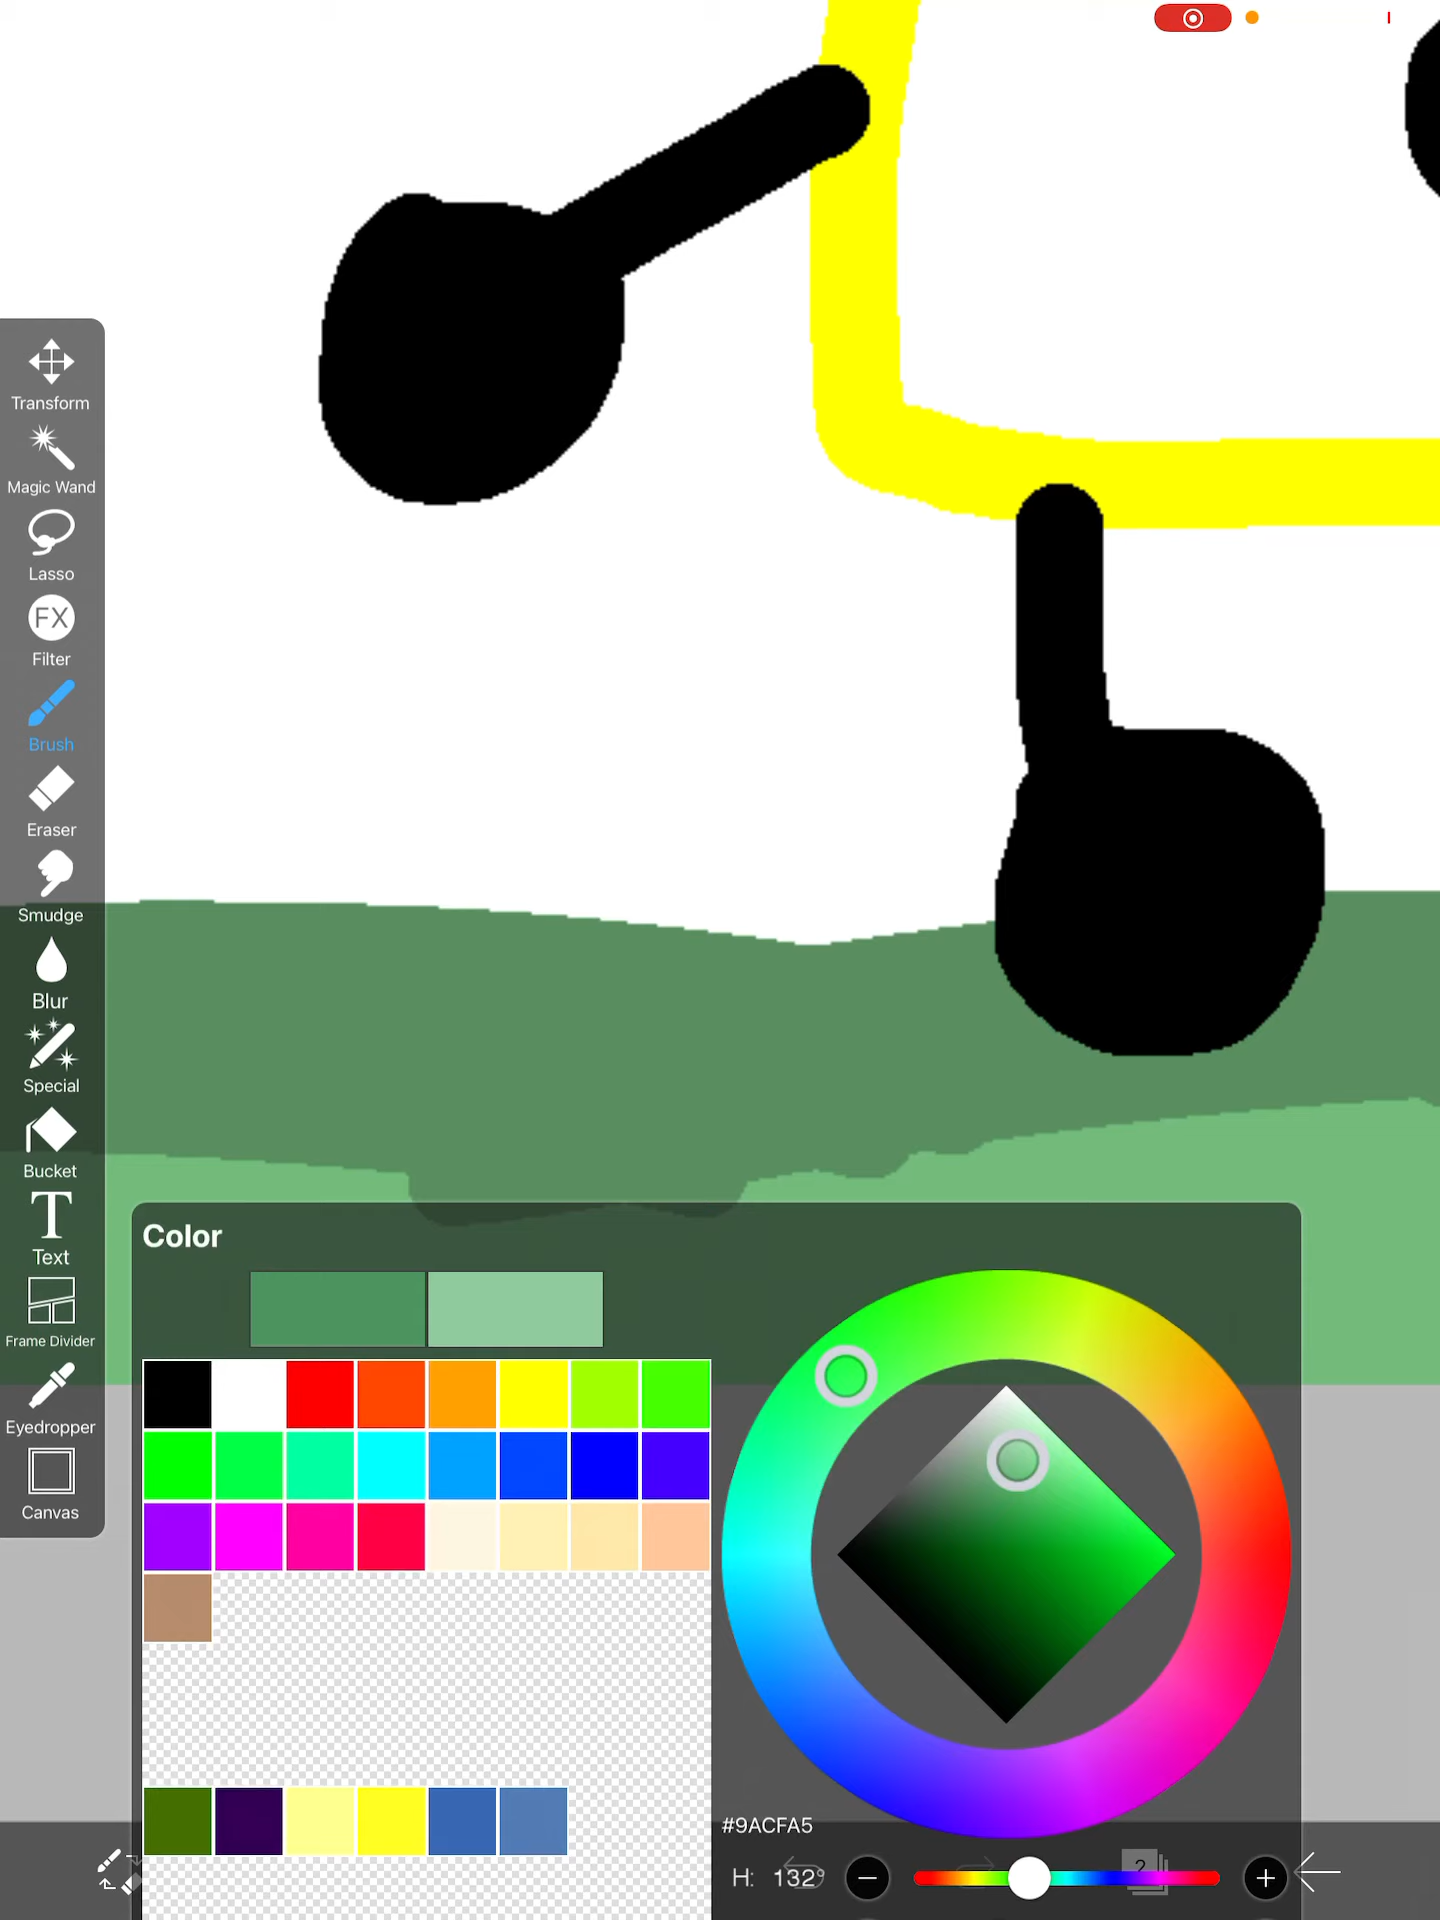 Transform
Magic Wand
Lasso
FX
Filter
Brush
Eraser
Smudge
Blur
Special
Bucket
T
Text
Frame Divider
Eyedropper
Canvas
Color
#9ACFA5
H: 132°
2